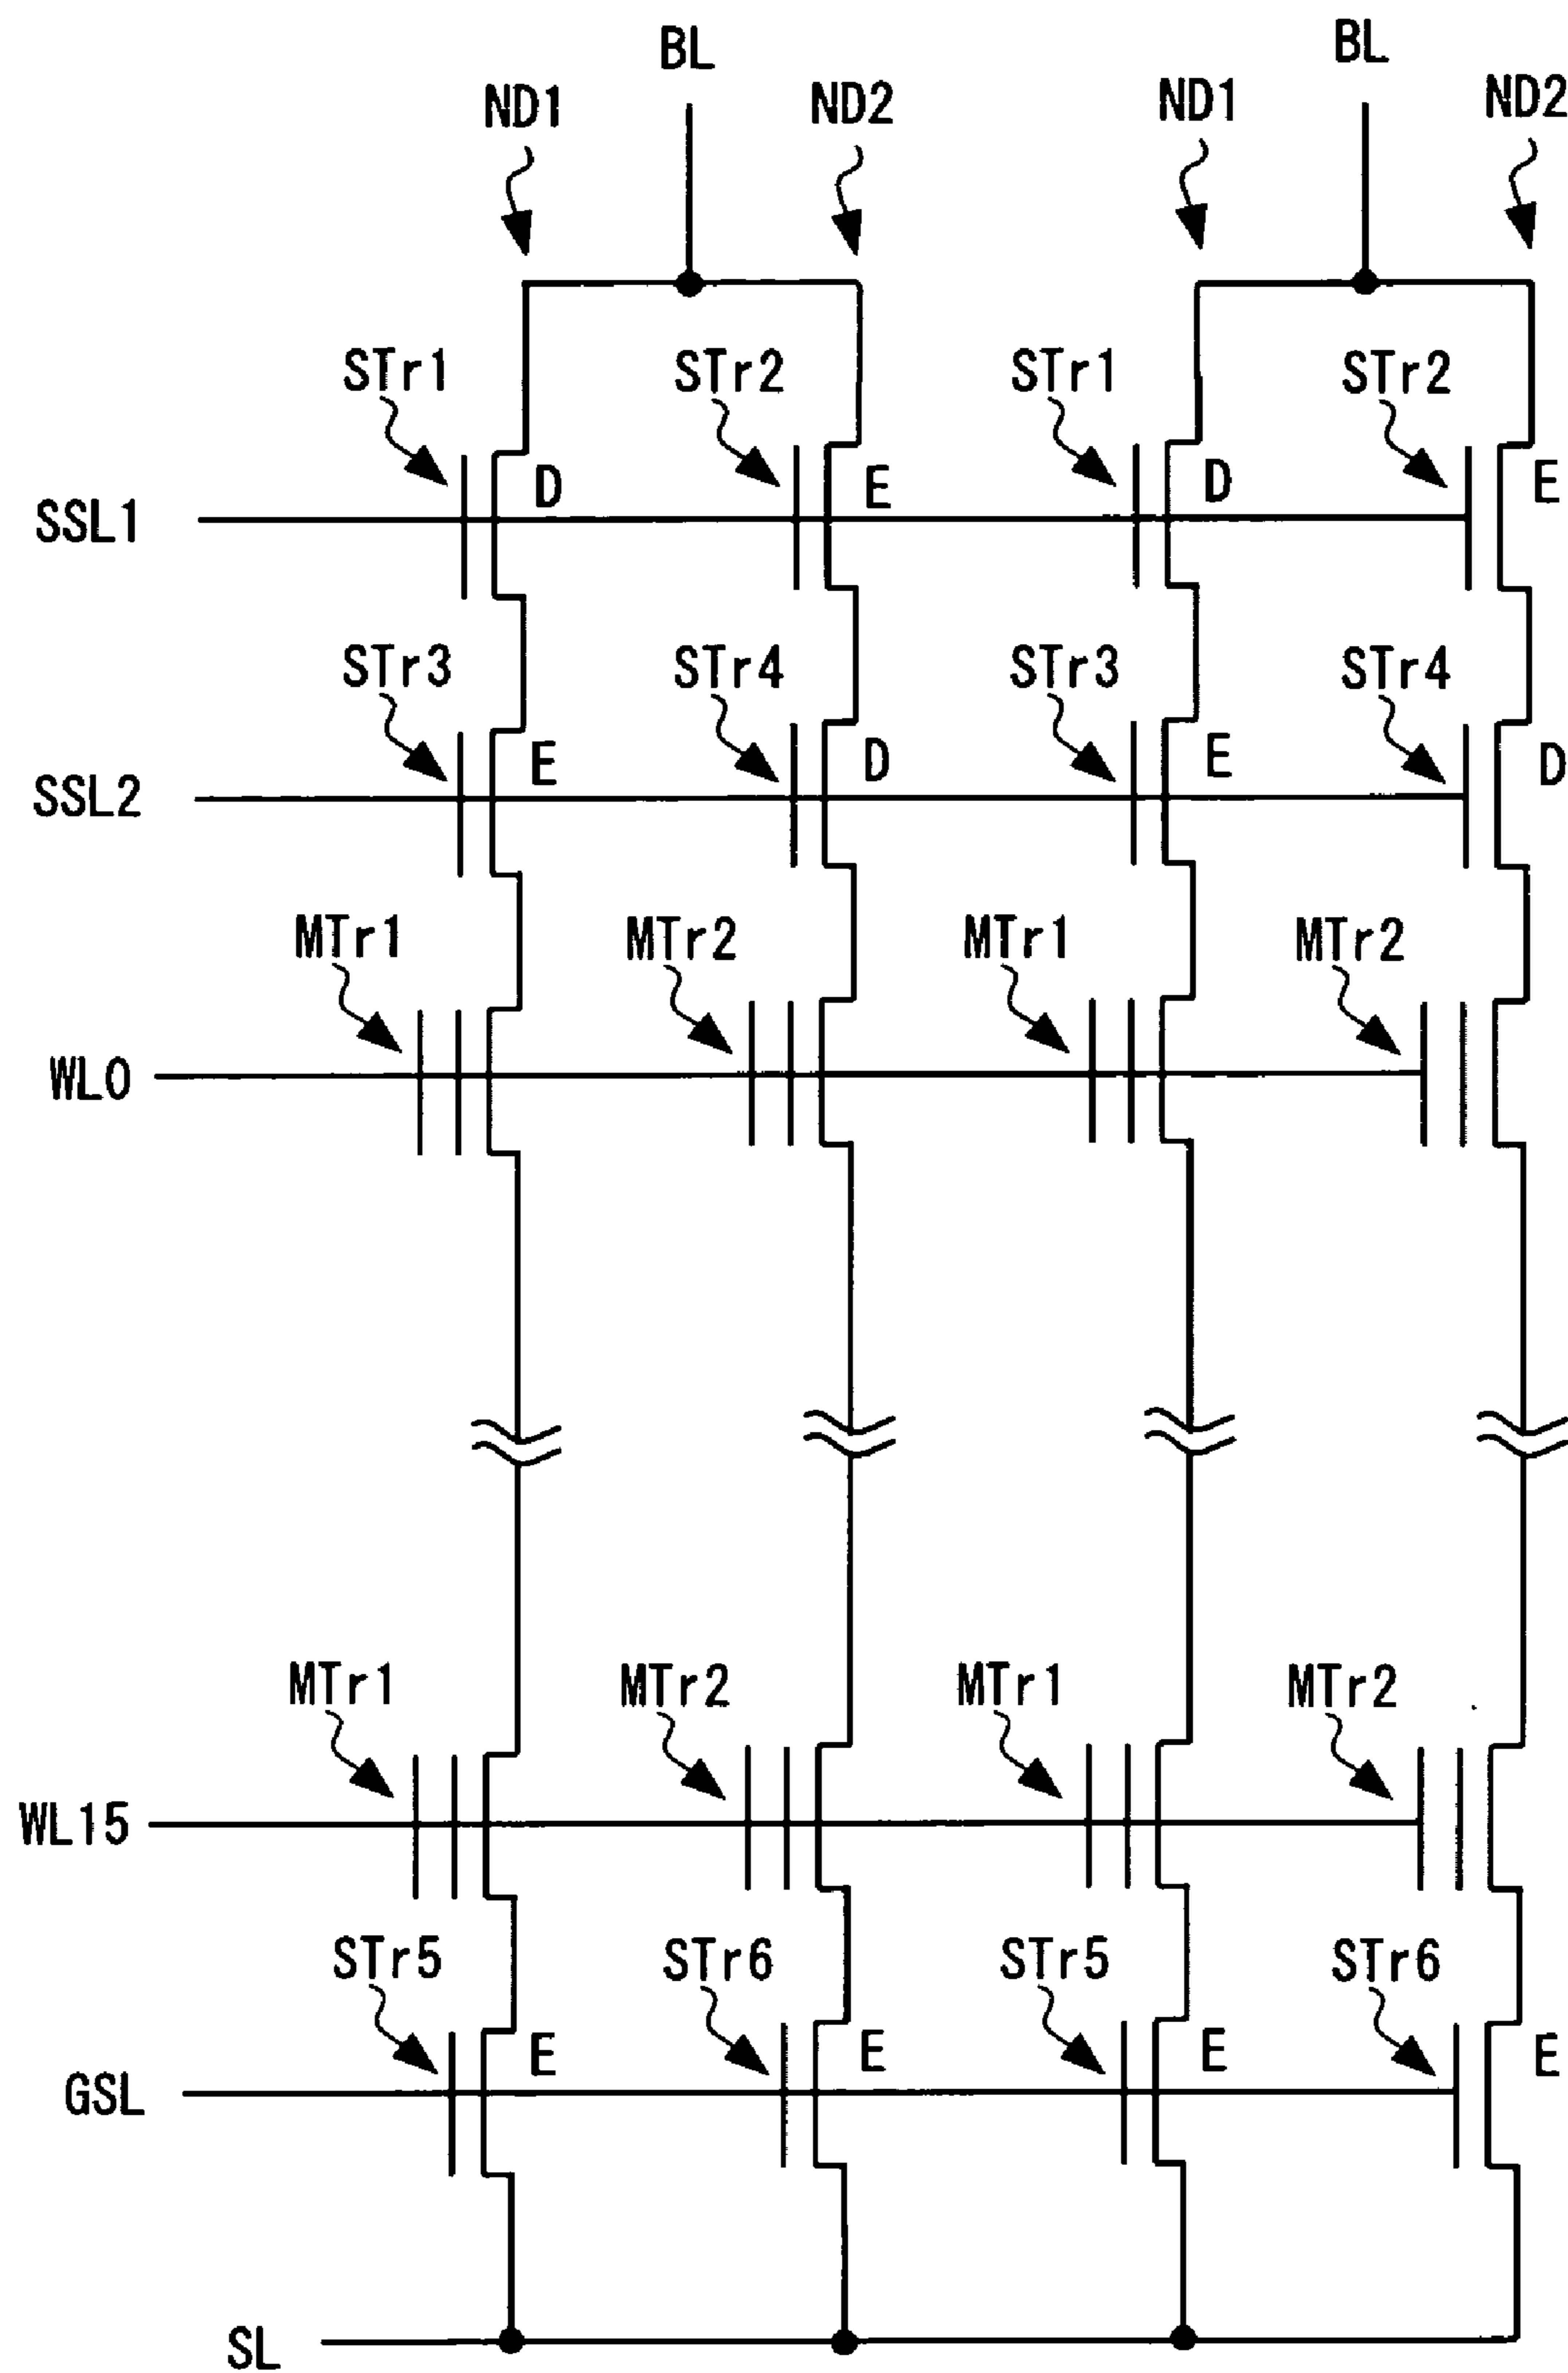 BL BL
ND1 ND2 ND1 ND2
STr1 STr2 STr1 STr2
D E D E
SSL1
STr3 STr4 STr3 STr4
E D E D
SSL2
MTr1 MTr2 MTr1 MTr2
WL0
MTr1 MTr2 MTr1 MTr2
WL15
STr5 STr6 STr5 STr6
E E E E
GSL
SL